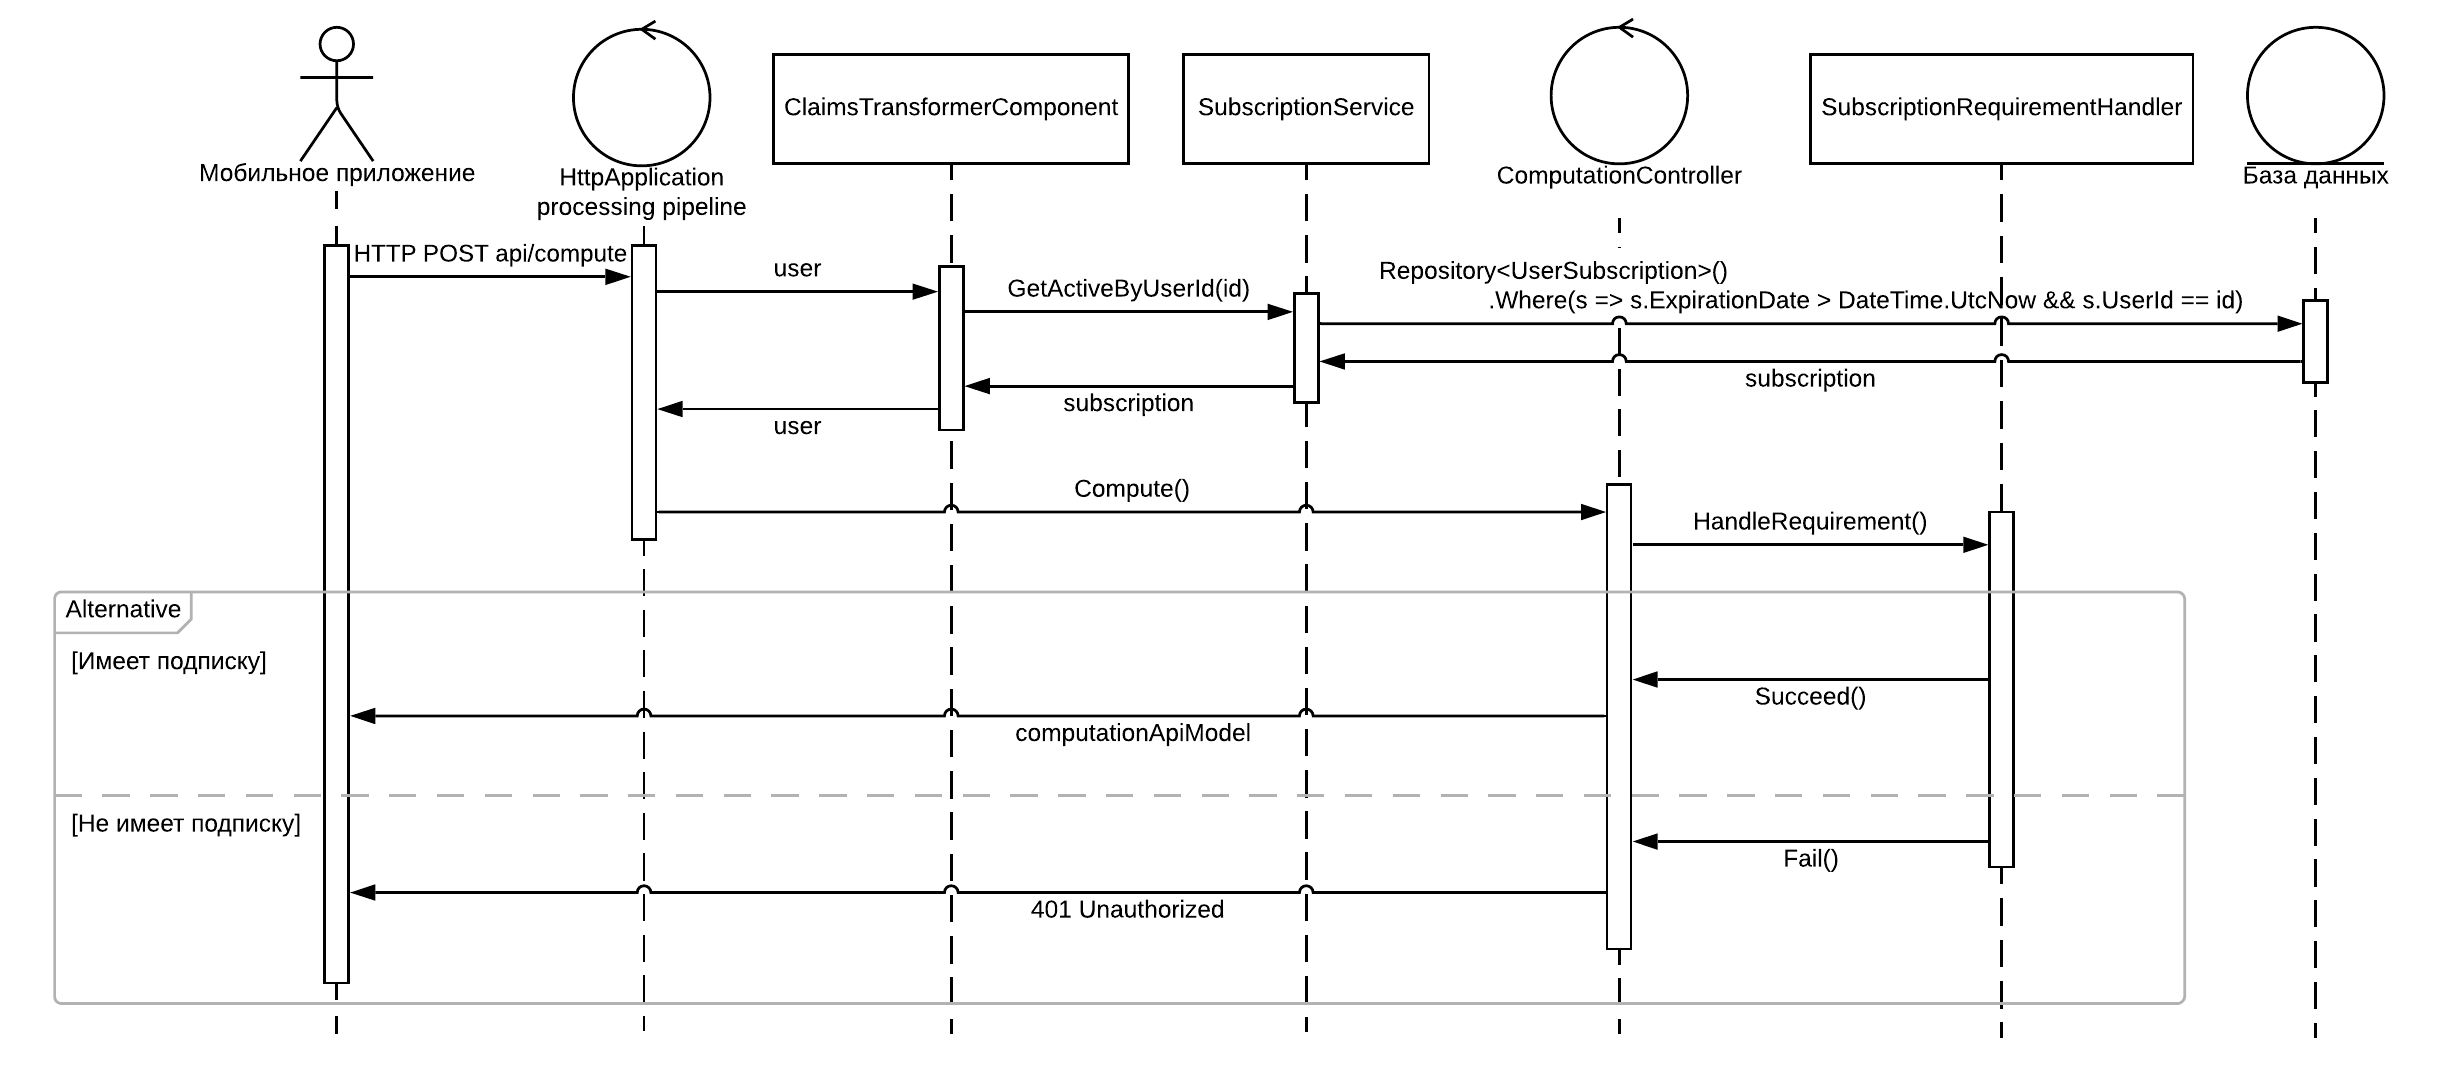 Мобильное приложение
HttpApplication
processing pipeline
ClaimsTransformerComponent
SubscriptionService
ComputationController
SubscriptionRequirementHandler
База данных
HTTP POST api/compute
user
GetActiveByUserId(id)
Repository<UserSubscription>()
.Where(s => s.ExpirationDate > DateTime.UtcNow && s.UserId == id)
subscription
subscription
user
Compute()
HandleRequirement()
Alternative
[Имеет подписку]
Succeed()
computationApiModel
[Не имеет подписку]
Fail()
401 Unauthorized